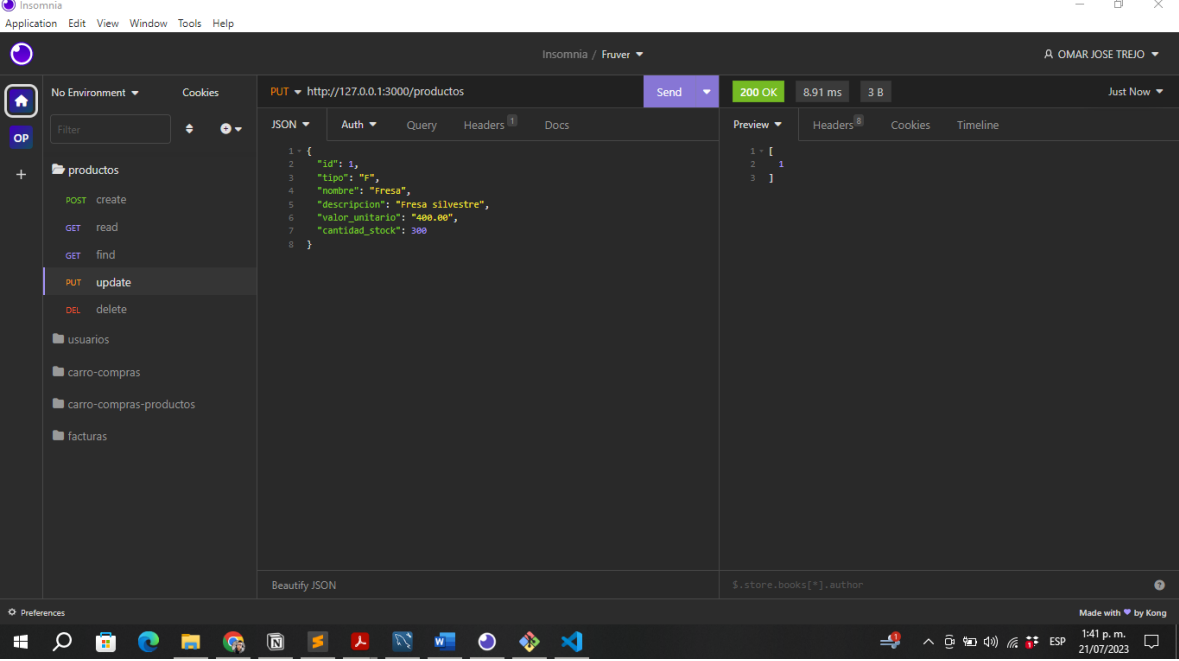 Insomnia
Application Edit View Window Tools Help
Insomnia / Fruver
OMAR JOSE TREJO
No Environment Cookies
PUT http://127.0.0.1:3000/productos Send
200 OK 8.91 ms 3 B Just Now
Filter
OP
JSON Auth Query Headers 1 Docs
Preview Headers 8 Cookies Timeline
productos
POST create
GET read
GET find
PUT update
DEL delete
usuarios
carro-compras
carro-compras-productos
facturas
1 {
2 "id": 1,
3 "tipo": "F",
4 "nombre": "Fresa",
5 "descripcion": "Fresa silvestre",
6 "valor_unitario": "400.00",
7 "cantidad_stock": 300
8 }
1 [
2 1
3 ]
Beautify JSON
$.store.books[*].author
Preferences
Made with 💜 by Kong
1
ESP
1:41 p. m.
21/07/2023